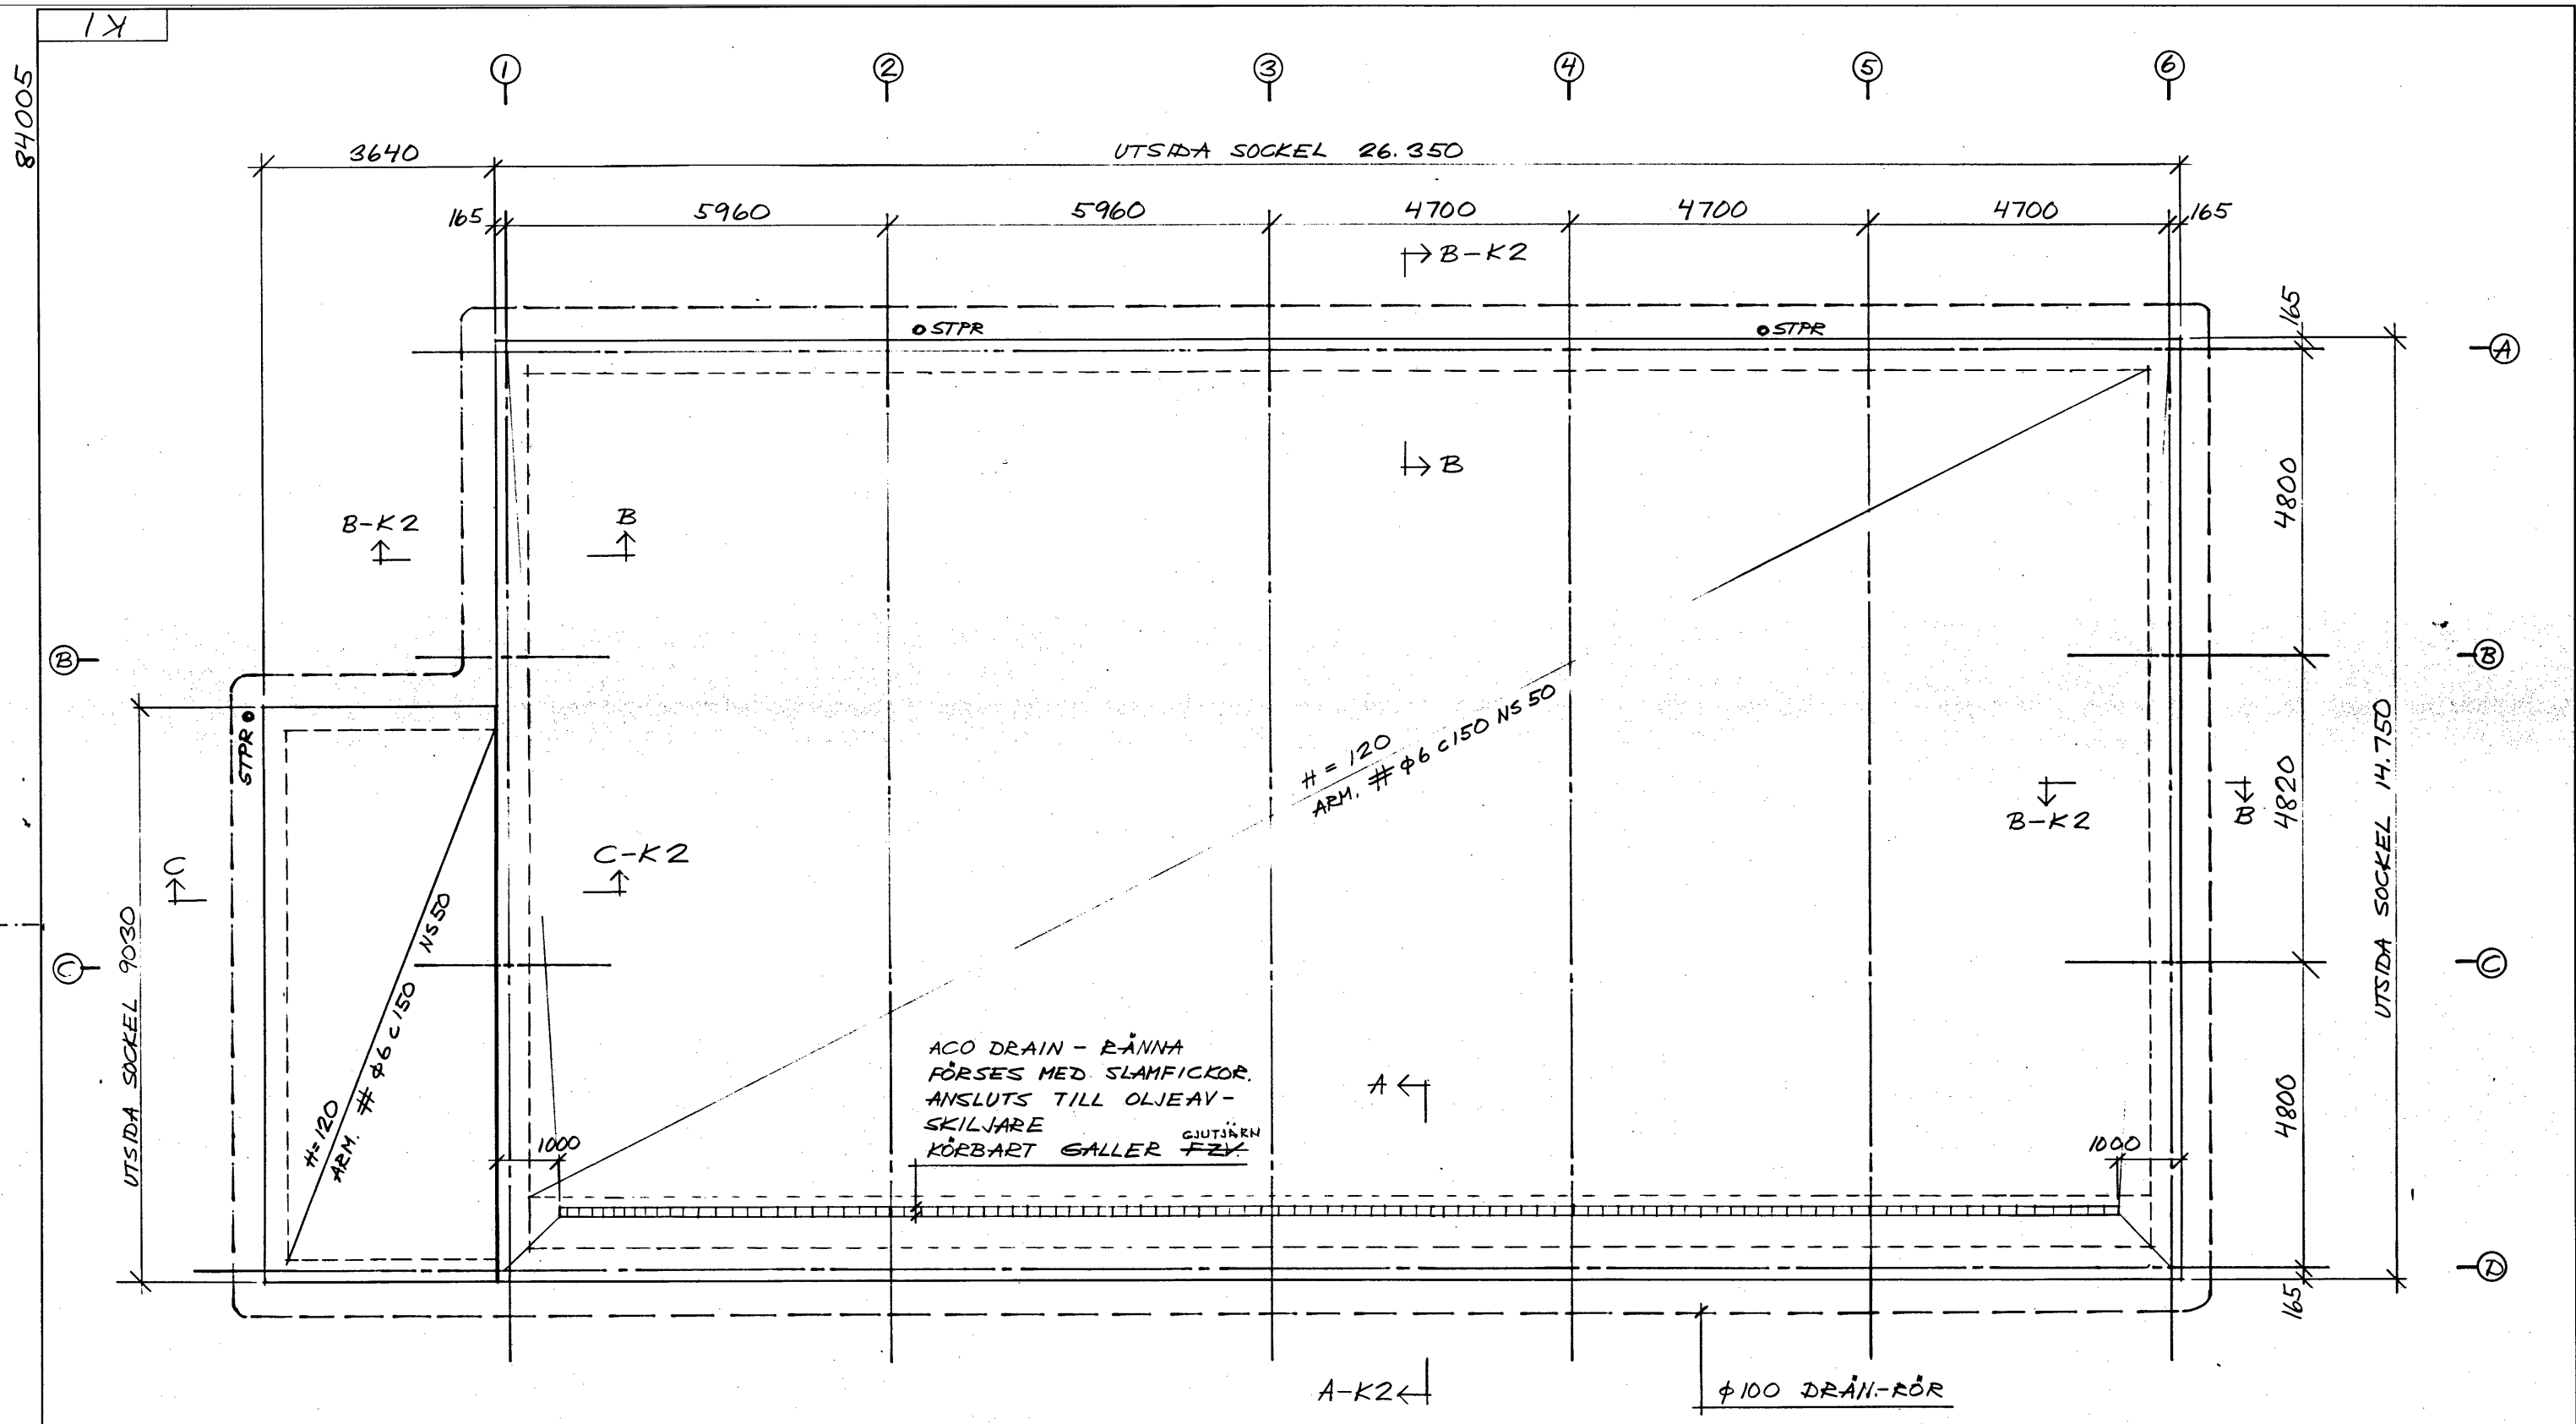 K1
84005
1 2 3 4 5 6
3640
UTSIDA SOCKEL 26.350
165 5960 5960 4700 4700 4700 165
B-K2
165
STPR STPR
A
B
4800
B-K2
B
B B
STPR
UTSIDA SOCKEL 14.750
H = 120
ARM. # ϕ6 c150 NS 50
4820
B-K2
B
C-K2
C
UTSIDA SOCKEL 9030
H=120
ARM. # ϕ6 c150 NS50
C C
ACO DRAIN - RÄNNA
FÖRSES MED SLAMFICKOR.
ANSLUTS TILL OLJEAV-
SKILJARE
GJUTJÄRN
KÖRBART GALLER FZV.
A
4800
1000
1000
D
165
A-K2
ϕ100 DRÄN.-RÖR